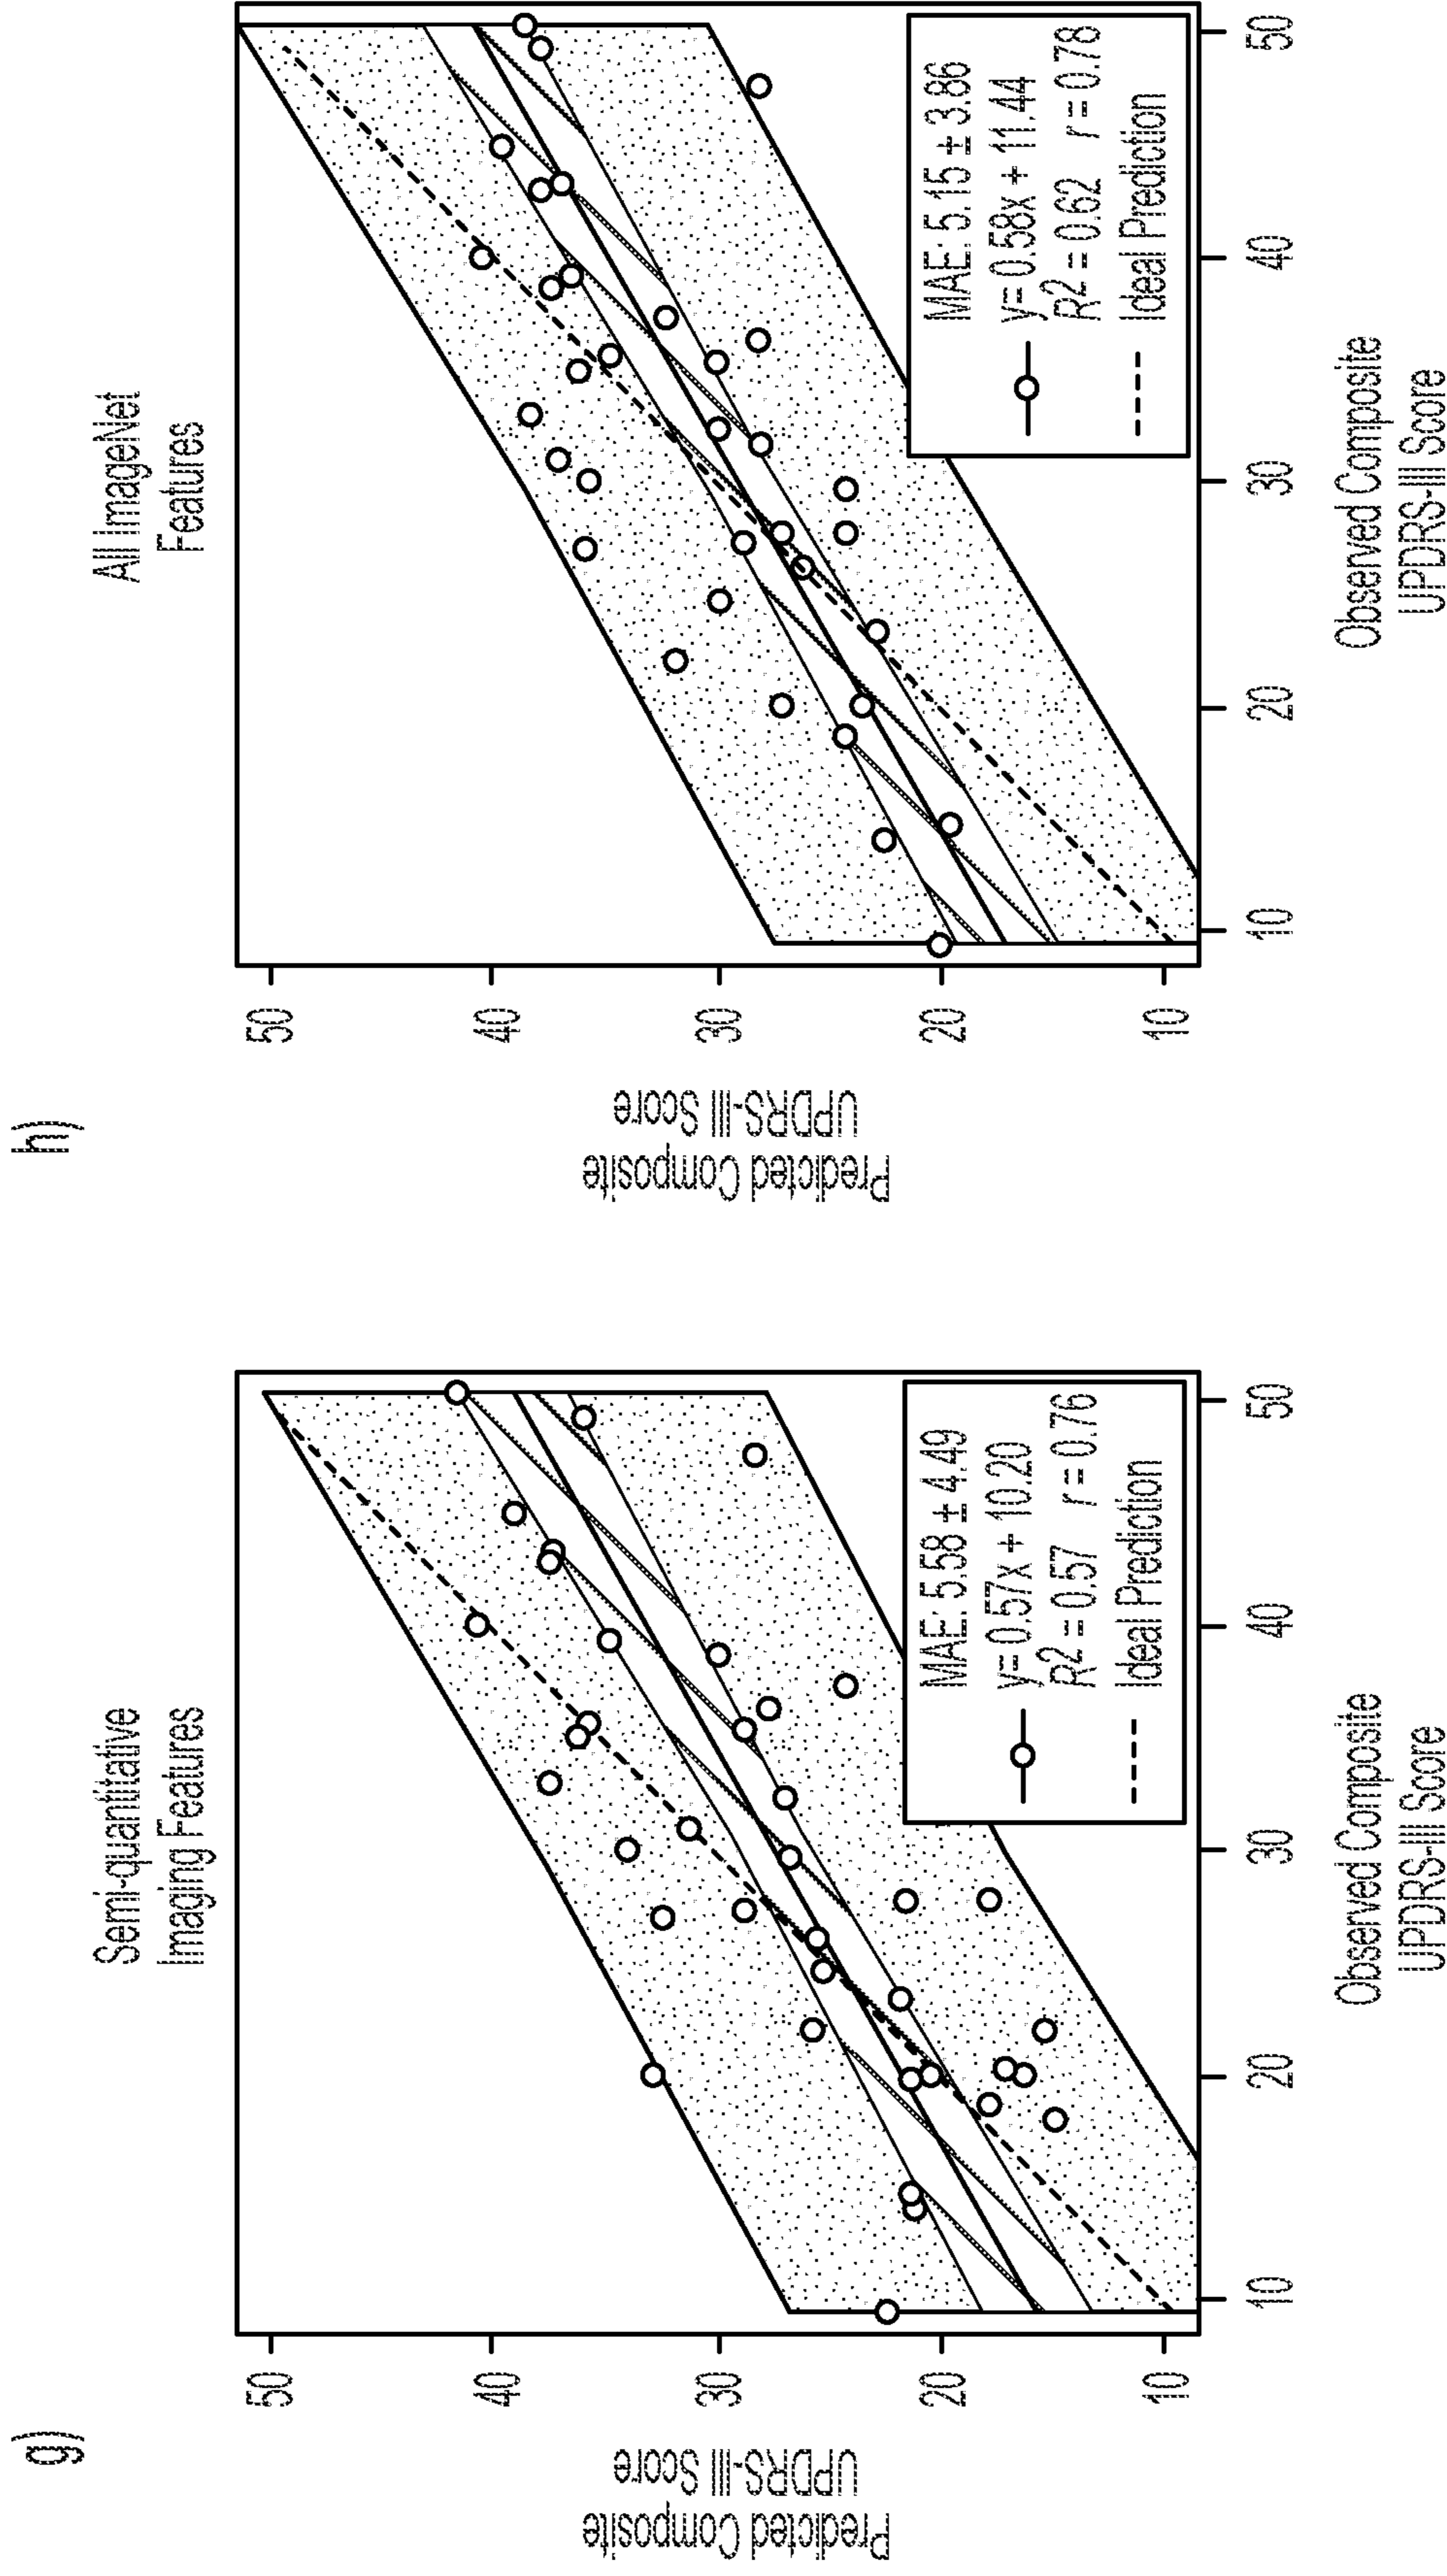 g)
Semi-quantitative
Imaging Features
Predicted Composite
UPDRS-III Score
50
40
30
20
10
MAE: 5.58 ± 4.49
y= 0.57x + 10.20
R2 = 0.57 r = 0.76
Ideal Prediction
10
20
30
40
50
Observed Composite
UPDRS-III Score
h)
All ImageNet
Features
Predicted Composite
UPDRS-III Score
50
40
30
20
10
MAE: 5.15 ± 3.86
y= 0.58x + 11.44
R2 = 0.62 r = 0.78
Ideal Prediction
10
20
30
40
50
Observed Composite
UPDRS-III Score